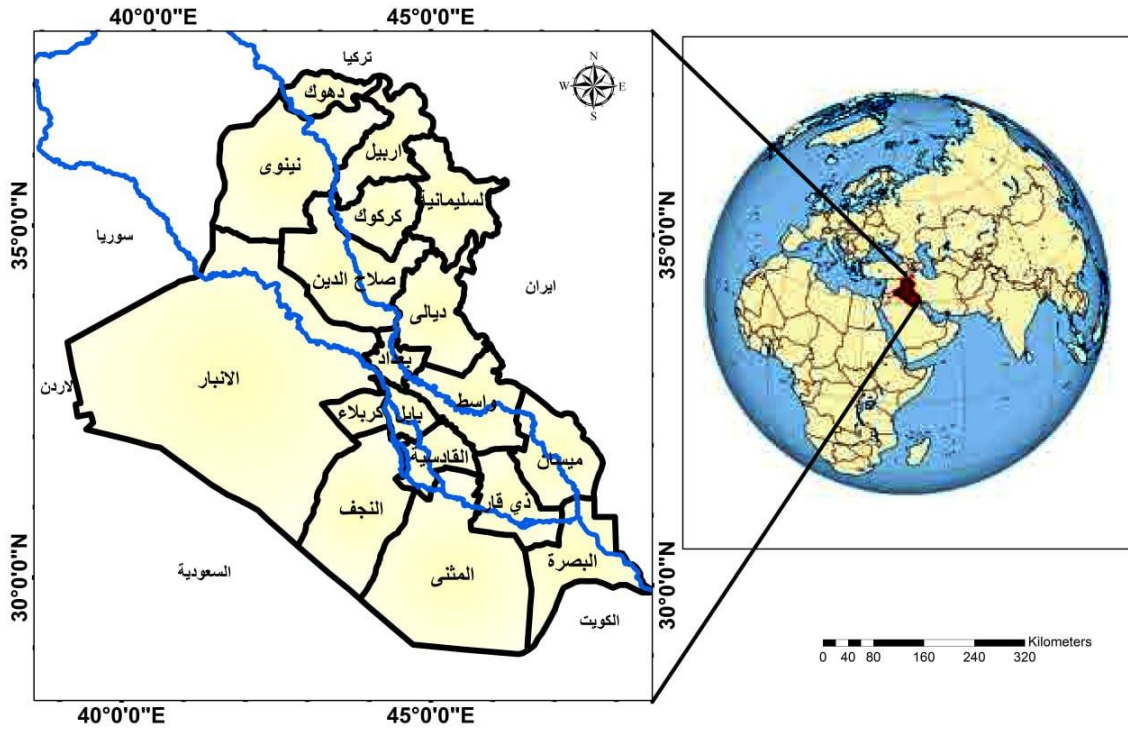 40°0'0"E 45°0'0"E
تركيا
N
W E
S
دهوك
نينوى
اربيل
السليمانية
كركوك
35°0'0"N
35°0'0"N
سوريا
صلاح الدين
ايران
ديالى
بغداد
الانبار
لاردن
واسط
كربلاء
بابل
القادسية
ميسان
ذي قار
النجف
البصرة
المثنى
السعودية
30°0'0"N
30°0'0"N
الكويت
40°0'0"E 45°0'0"E
Kilometers
0 40 80 160 240 320